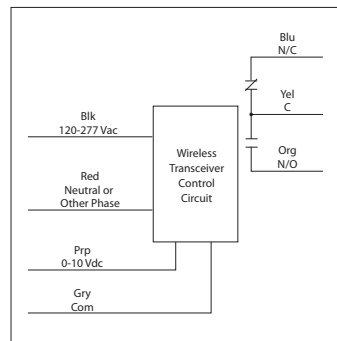 Blu
N/C
Yel
C
Org
N/O
Blk
120-277 Vac
Red
Neutral or
Other Phase
Wireless
Transceiver
Control
Circuit
Prp
0-10 Vdc
Gry
Com